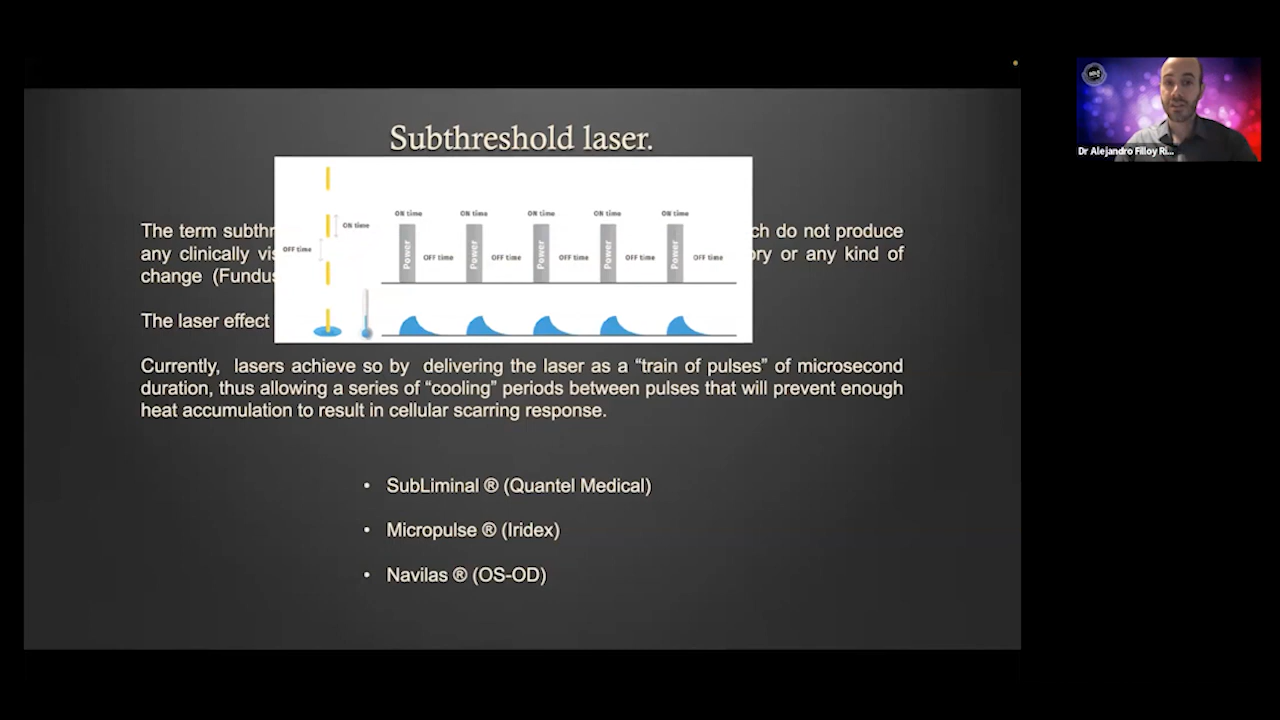 Subthreshold laser.
ON time
OFF time
ON time ON time ON time ON time ON time
Power Power Power Power Power
OFF time OFF time OFF time OFF time OFF time
The term subthr ch do not produce
any clinically vis ory or any kind of
change (Fundus
The laser effect
Currently, lasers achieve so by delivering the laser as a “train of pulses” of microsecond
duration, thus allowing a series of “cooling” periods between pulses that will prevent enough
heat accumulation to result in cellular scarring response.
• SubLiminal ® (Quantel Medical)
• Micropulse ® (Iridex)
• Navilas ® (OS-OD)
Dr Alejandro Filloy Ri...